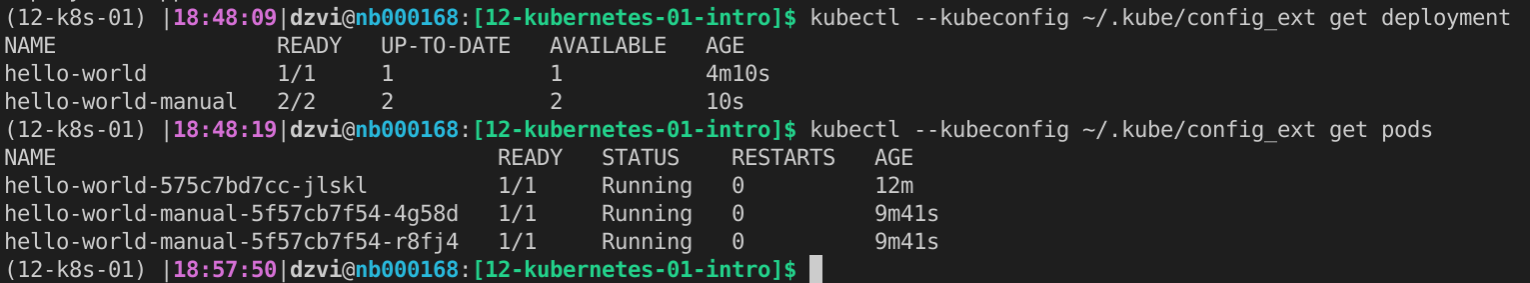 (12-k8s-01) |18:48:09|dzvi@nb000168:[12-kubernetes-01-intro]$ kubectl --kubeconfig ~/.kube/config_ext get deployment
NAME                READY   UP-TO-DATE   AVAILABLE   AGE
hello-world         1/1     1            1           4m10s
hello-world-manual   2/2     2            2           10s
(12-k8s-01) |18:48:19|dzvi@nb000168:[12-kubernetes-01-intro]$ kubectl --kubeconfig ~/.kube/config_ext get pods
NAME                                  READY   STATUS    RESTARTS   AGE
hello-world-575c7bd7cc-jlskl          1/1     Running   0          12m
hello-world-manual-5f57cb7f54-4g58d   1/1     Running   0          9m41s
hello-world-manual-5f57cb7f54-r8fj4   1/1     Running   0          9m41s
(12-k8s-01) |18:57:50|dzvi@nb000168:[12-kubernetes-01-intro]$